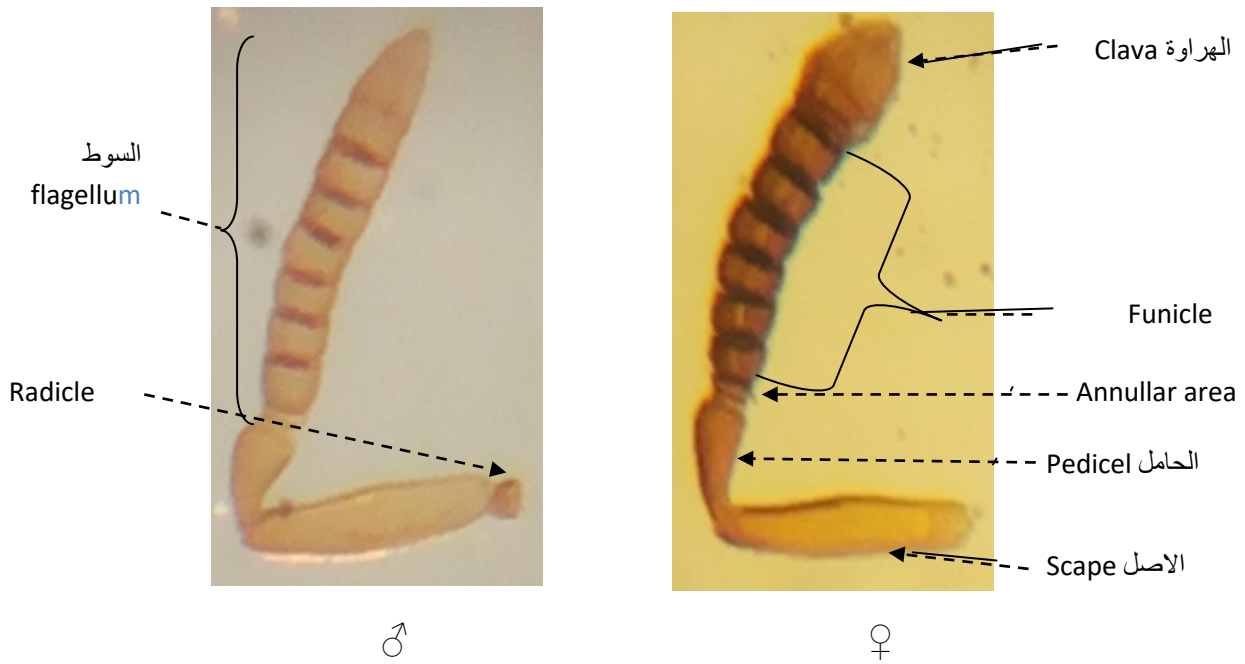 السوط
flagellum
Radicle
♂
Clava الهراوة
Funicle
Annullar area
Pedicel الحامل
Scape الاصل
♀